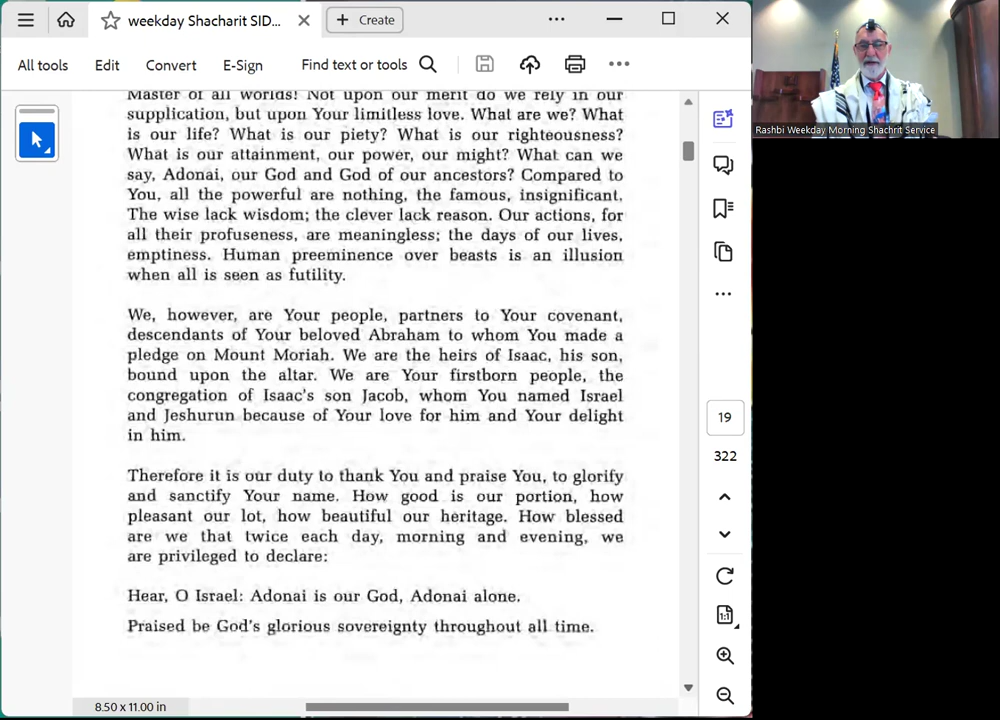 weekday Shacharit SID...
Create
All tools
Edit
Convert
E-Sign
Find text or tools
Master of all worlds! Not upon our merit do we rely in our
supplication, but upon Your limitless love. What are we? What
is our life? What is our piety? What is our righteousness?
What is our attainment, our power, our might? What can we
say, Adonai, our God and God of our ancestors? Compared to
You, all the powerful are nothing, the famous, insignificant.
The wise lack wisdom; the clever lack reason. Our actions, for
all their profuseness, are meaningless; the days of our lives,
emptiness. Human preeminence over beasts is an illusion
when all is seen as futility.
We, however, are Your people, partners to Your covenant,
descendants of Your beloved Abraham to whom You made a
pledge on Mount Moriah. We are the heirs of Isaac, his son,
bound upon the altar. We are Your firstborn people, the
congregation of Isaac's son Jacob, whom You named Israel
and Jeshurun because of Your love for him and Your delight
in him.
Therefore it is our duty to thank You and praise You, to glorify
and sanctify Your name. How good is our portion, how
pleasant our lot, how beautiful our heritage. How blessed
are we that twice each day, morning and evening, we
are privileged to declare:
Hear, O Israel: Adonai is our God, Adonai alone.
Praised be God's glorious sovereignty throughout all time.
8.50 x 11.00 in
19
322
1:1
Rashbi Weekday Morning Shachrit Service